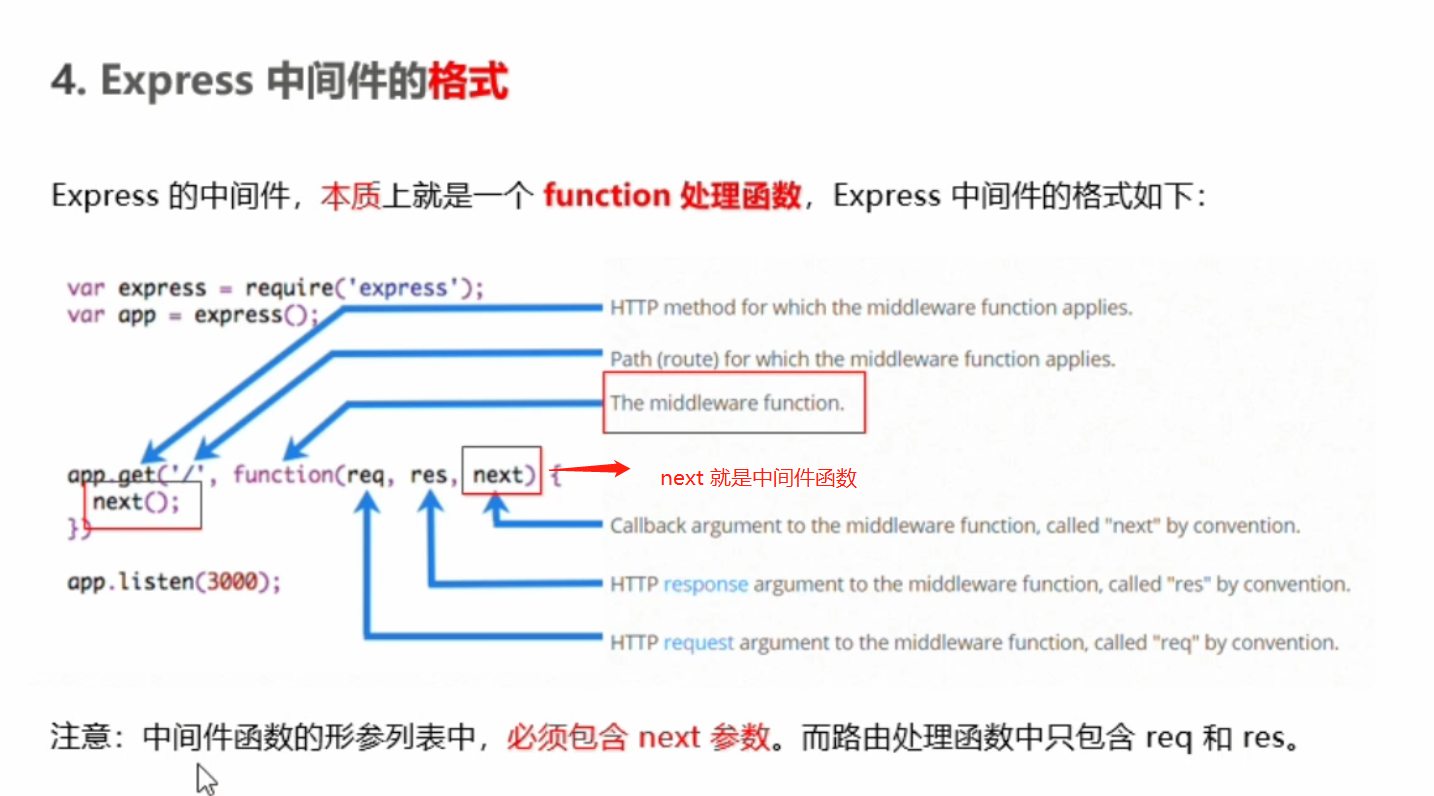 4. Express 中间件的格式
Express 的中间件，本质上就是一个 function 处理函数，Express 中间件的格式如下：
var express = require('express');
var app = express();
HTTP method for which the middleware function applies.
Path (route) for which the middleware function applies.
The middleware function.
app.get('/', function(req, res, next) {
next 就是中间件函数
next();
})
Callback argument to the middleware function, called "next" by convention.
app.listen(3000);
HTTP response argument to the middleware function, called "res" by convention.
HTTP request argument to the middleware function, called "req" by convention.
注意：中间件函数的形参列表中，必须包含 next 参数。而路由处理函数中只包含 req 和 res。